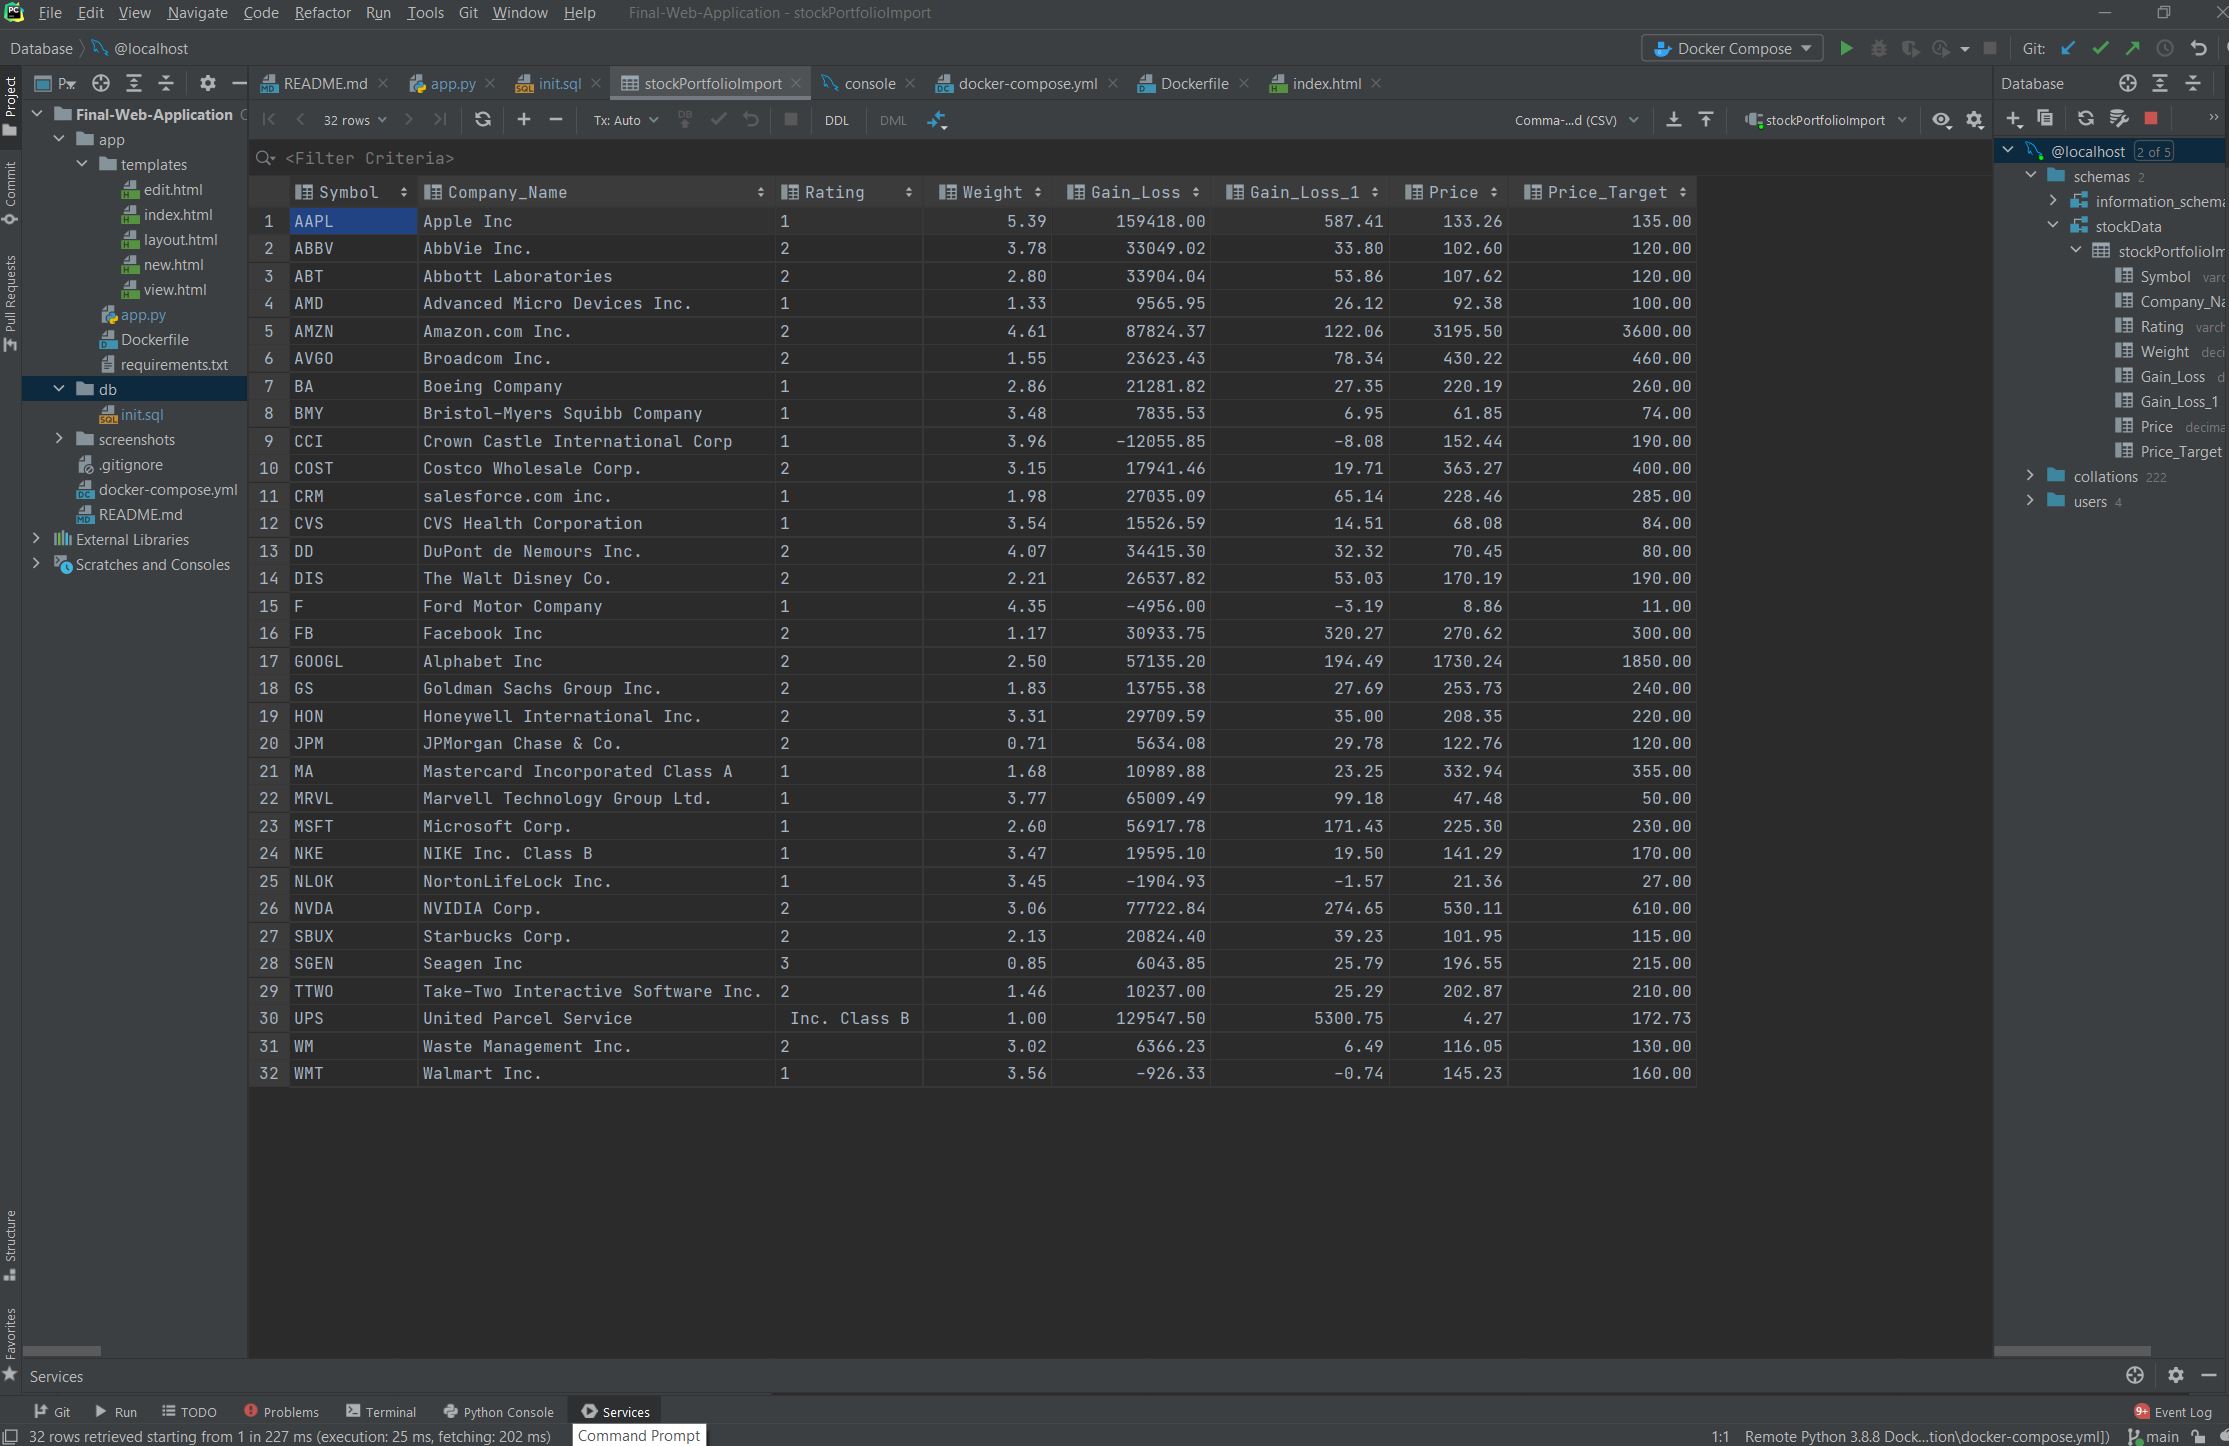 File Edit View Navigate Code Refactor Run Tools Git Window Help Final-Web-Application - stockPortfolioImport
Database @localhost Docker Compose Git:
Project
Commit
Pull Requests
Structure
Favorites
P..
Final-Web-Application
app
templates
edit.html
index.html
layout.html
new.html
view.html
app.py
Dockerfile
requirements.txt
db
init.sql
screenshots
.gitignore
docker-compose.yml
README.md
External Libraries
Scratches and Consoles
README.md app.py init.sql stockPortfolioImport console docker-compose.yml Dockerfile index.html
32 rows Tx: Auto DB DDL DML Comma-...d (CSV) stockPortfolioImport
<Filter Criteria>
Symbol Company_Name Rating Weight Gain_Loss Gain_Loss_1 Price Price_Target
1 AAPL Apple Inc 1 5.39 159418.00 587.41 133.26 135.00
2 ABBV AbbVie Inc. 2 3.78 33049.02 33.80 102.60 120.00
3 ABT Abbott Laboratories 2 2.80 33904.04 53.86 107.62 120.00
4 AMD Advanced Micro Devices Inc. 1 1.33 9565.95 26.12 92.38 100.00
5 AMZN Amazon.com Inc. 2 4.61 87824.37 122.06 3195.50 3600.00
6 AVGO Broadcom Inc. 2 1.55 23623.43 78.34 430.22 460.00
7 BA Boeing Company 1 2.86 21281.82 27.35 220.19 260.00
8 BMY Bristol-Myers Squibb Company 1 3.48 7835.53 6.95 61.85 74.00
9 CCI Crown Castle International Corp 1 3.96 -12055.85 -8.08 152.44 190.00
10 COST Costco Wholesale Corp. 2 3.15 17941.46 19.71 363.27 400.00
11 CRM salesforce.com inc. 1 1.98 27035.09 65.14 228.46 285.00
12 CVS CVS Health Corporation 1 3.54 15526.59 14.51 68.08 84.00
13 DD DuPont de Nemours Inc. 2 4.07 34415.30 32.32 70.45 80.00
14 DIS The Walt Disney Co. 2 2.21 26537.82 53.03 170.19 190.00
15 F Ford Motor Company 1 4.35 -4956.00 -3.19 8.86 11.00
16 FB Facebook Inc 2 1.17 30933.75 320.27 270.62 300.00
17 GOOGL Alphabet Inc 2 2.50 57135.20 194.49 1730.24 1850.00
18 GS Goldman Sachs Group Inc. 2 1.83 13755.38 27.69 253.73 240.00
19 HON Honeywell International Inc. 2 3.31 29709.59 35.00 208.35 220.00
20 JPM JPMorgan Chase & Co. 2 0.71 5634.08 29.78 122.76 120.00
21 MA Mastercard Incorporated Class A 1 1.68 10989.88 23.25 332.94 355.00
22 MRVL Marvell Technology Group Ltd. 1 3.77 65009.49 99.18 47.48 50.00
23 MSFT Microsoft Corp. 1 2.60 56917.78 171.43 225.30 230.00
24 NKE NIKE Inc. Class B 1 3.47 19595.10 19.50 141.29 170.00
25 NLOK NortonLifeLock Inc. 1 3.45 -1904.93 -1.57 21.36 27.00
26 NVDA NVIDIA Corp. 2 3.06 77722.84 274.65 530.11 610.00
27 SBUX Starbucks Corp. 2 2.13 20824.40 39.23 101.95 115.00
28 SGEN Seagen Inc 3 0.85 6043.85 25.79 196.55 215.00
29 TTWO Take-Two Interactive Software Inc. 2 1.46 10237.00 25.29 202.87 210.00
30 UPS United Parcel Service Inc. Class B 1.00 129547.50 5300.75 4.27 172.73
31 WM Waste Management Inc. 2 3.02 6366.23 6.49 116.05 130.00
32 WMT Walmart Inc. 1 3.56 -926.33 -0.74 145.23 160.00
Database
@localhost 2 of 5
schemas 2
information_schema
stockData
stockPortfolioIm
Symbol varc
Company_Na
Rating varch
Weight deci
Gain_Loss d
Gain_Loss_1
Price decima
Price_Target
collations 222
users 4
Services
Git Run TODO Problems Terminal Python Console Services 9+ Event Log
32 rows retrieved starting from 1 in 227 ms (execution: 25 ms, fetching: 202 ms) Command Prompt 1:1 Remote Python 3.8.8 Dock...tion\docker-compose.yml]) main